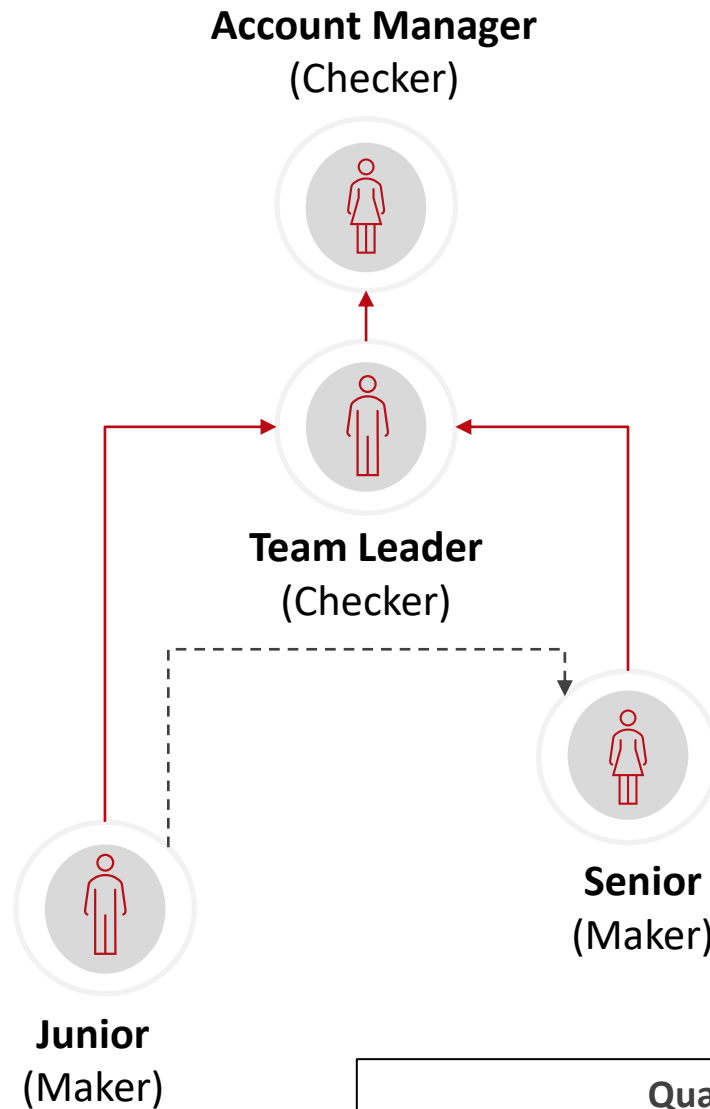 Account Manager
(Checker)
Team Leader
(Checker)
Senior
(Maker)
Junior
(Maker)